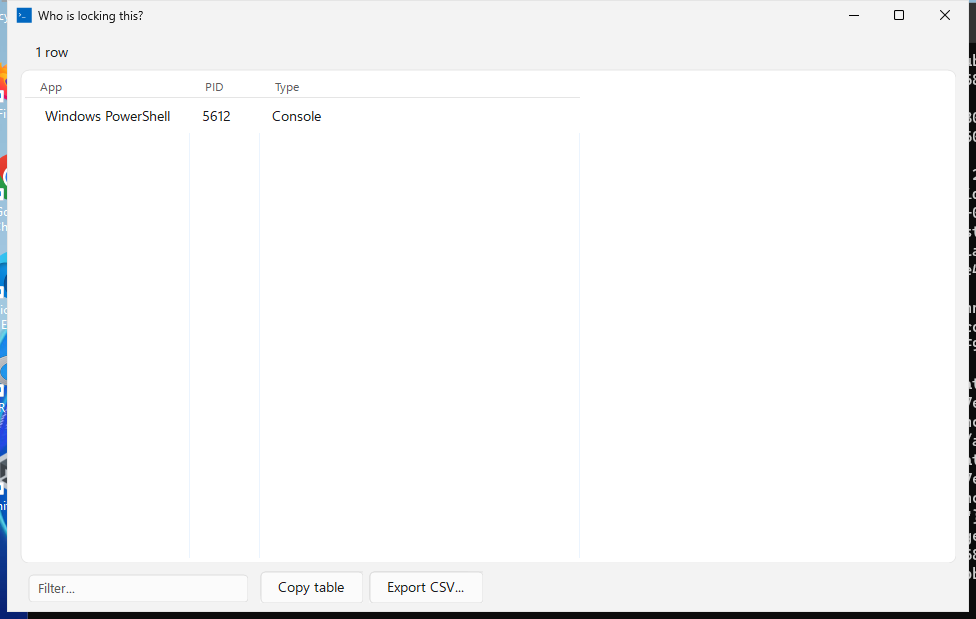 Who is locking this?
1 row
App PID Type
Windows PowerShell 5612 Console
Filter...
Copy table
Export CSV...